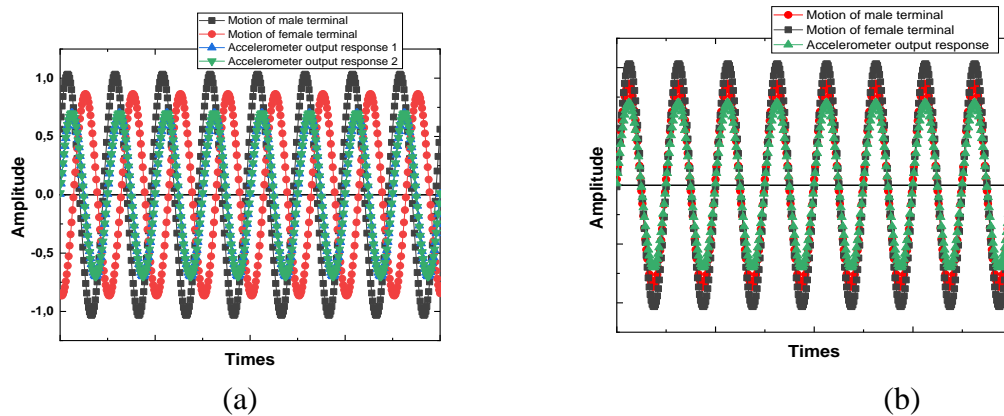 Motion of male terminal
Motion of female terminal
Accelerometer output response 1
Accelerometer output response 2
1,0
0,5
0,0
-0,5
-1,0
Amplitude
Times
(a)
Motion of male terminal
Motion of female terminal
Accelerometer output response
Amplitude
Times
(b)